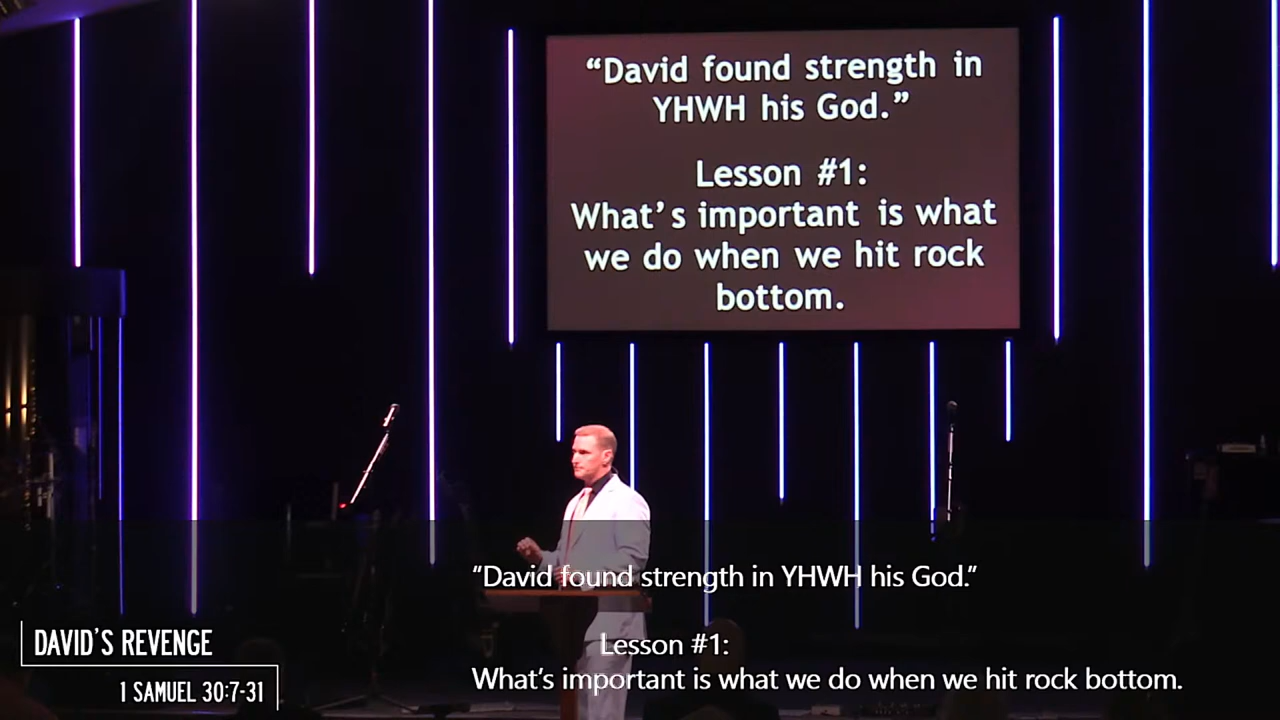 “David found strength in
YHWH his God.”
Lesson #1:
What’s important is what
we do when we hit rock
bottom.
"David found strength in YHWH his God."
Lesson #1:
What's important is what we do when we hit rock bottom.
DAVID'S REVENGE
1 SAMUEL 30:7-31